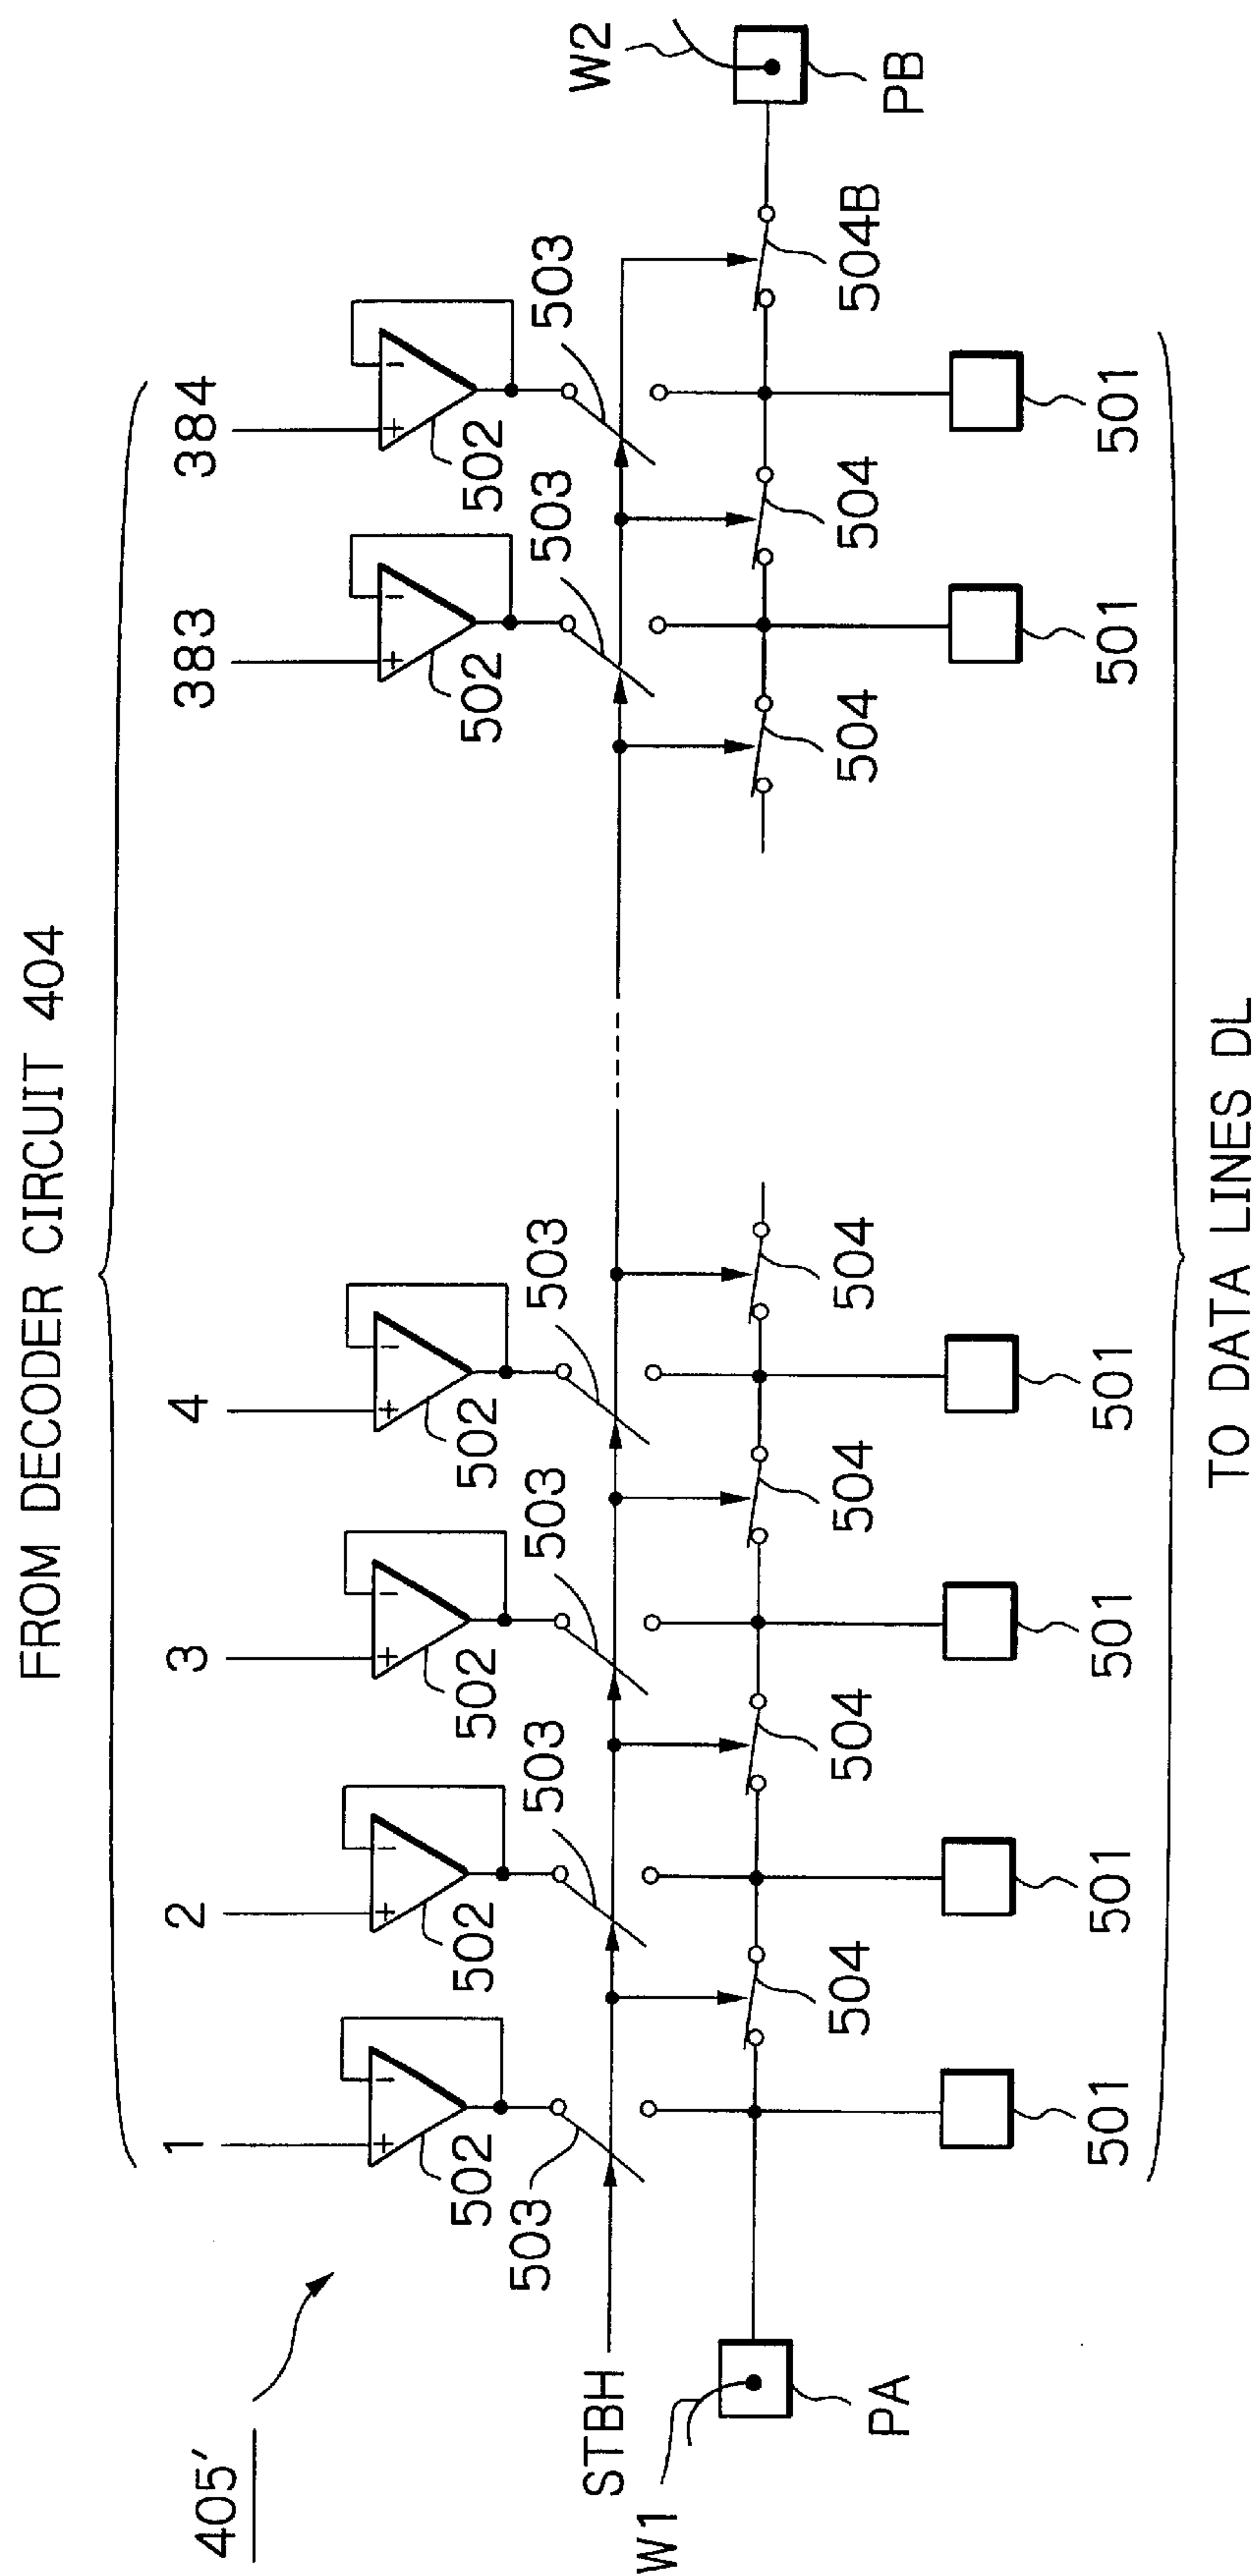 FROM DECODER CIRCUIT 404
405′
1 2 3 4 383 384
502 502 502 502 502 502
+ − + − + − + − + − + −
503 503 503 503 503 503
STBH
W1 W2
504 504 504 504 504 504 504B
PA PB
501 501 501 501 501 501
TO DATA LINES DL